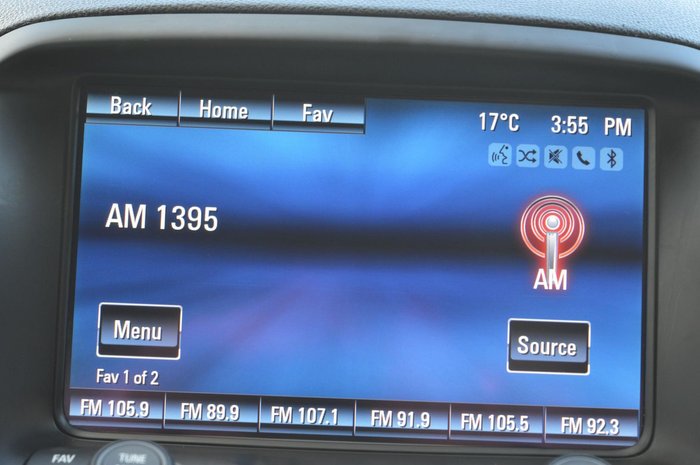 Back Home Fav
17°C 3:55 PM
AM 1395
AM
Menu
Source
Fav 1 of 2
FM 105.9 FM 89.9 FM 107.1 FM 91.9 FM 105.5 FM 92.3
FAV TUNE